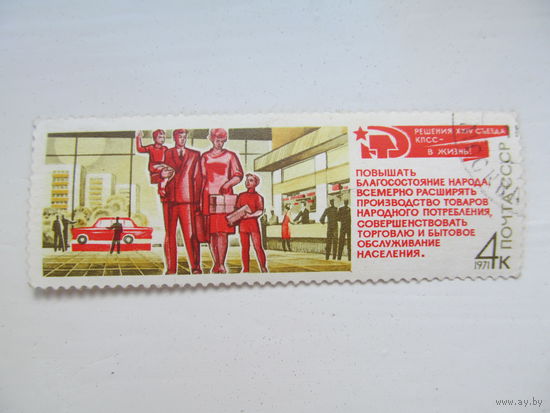 РЕШЕНИЯ XXIV СЪЕЗДА
КПСС—
В ЖИЗНЬ!
ПОВЫШАТЬ
БЛАГОСОСТОЯНИЕ НАРОДА,
ВСЕМЕРНО РАСШИРЯТЬ
ПРОИЗВОДСТВО ТОВАРОВ
НАРОДНОГО ПОТРЕБЛЕНИЯ,
СОВЕРШЕНСТВОВАТЬ
ТОРГОВЛЮ И БЫТОВОЕ
ОБСЛУЖИВАНИЕ
НАСЕЛЕНИЯ.
ПОЧТА СССР
4К
1971
www.ay.by